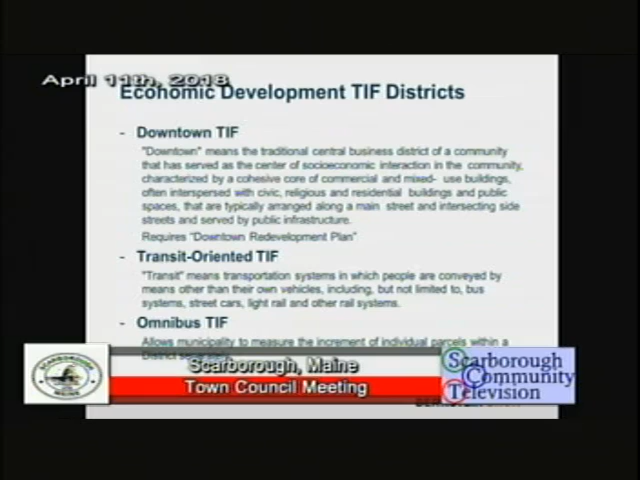 April 11th, 2018
Economic Development TIF Districts
- Downtown TIF
"Downtown" means the traditional central business district of a community
that has served as the center of socioeconomic interaction in the community,
characterized by a cohesive core of commercial and mixed- use buildings,
often interspersed with civic, religious and residential buildings and public
spaces, that are typically arranged along a main street and intersecting side
streets and served by public infrastructure.
Requires "Downtown Redevelopment Plan"
- Transit-Oriented TIF
"Transit" means transportation systems in which people are conveyed by
means other than their own vehicles, including, but not limited to, bus
systems, street cars, light rail and other rail systems.
- Omnibus TIF
Allows municipality to measure the increment of individual parcels within a
District
SCARBOROUGH
MAINE
Scarborough, Maine
Town Council Meeting
Scarborough
Community
Television